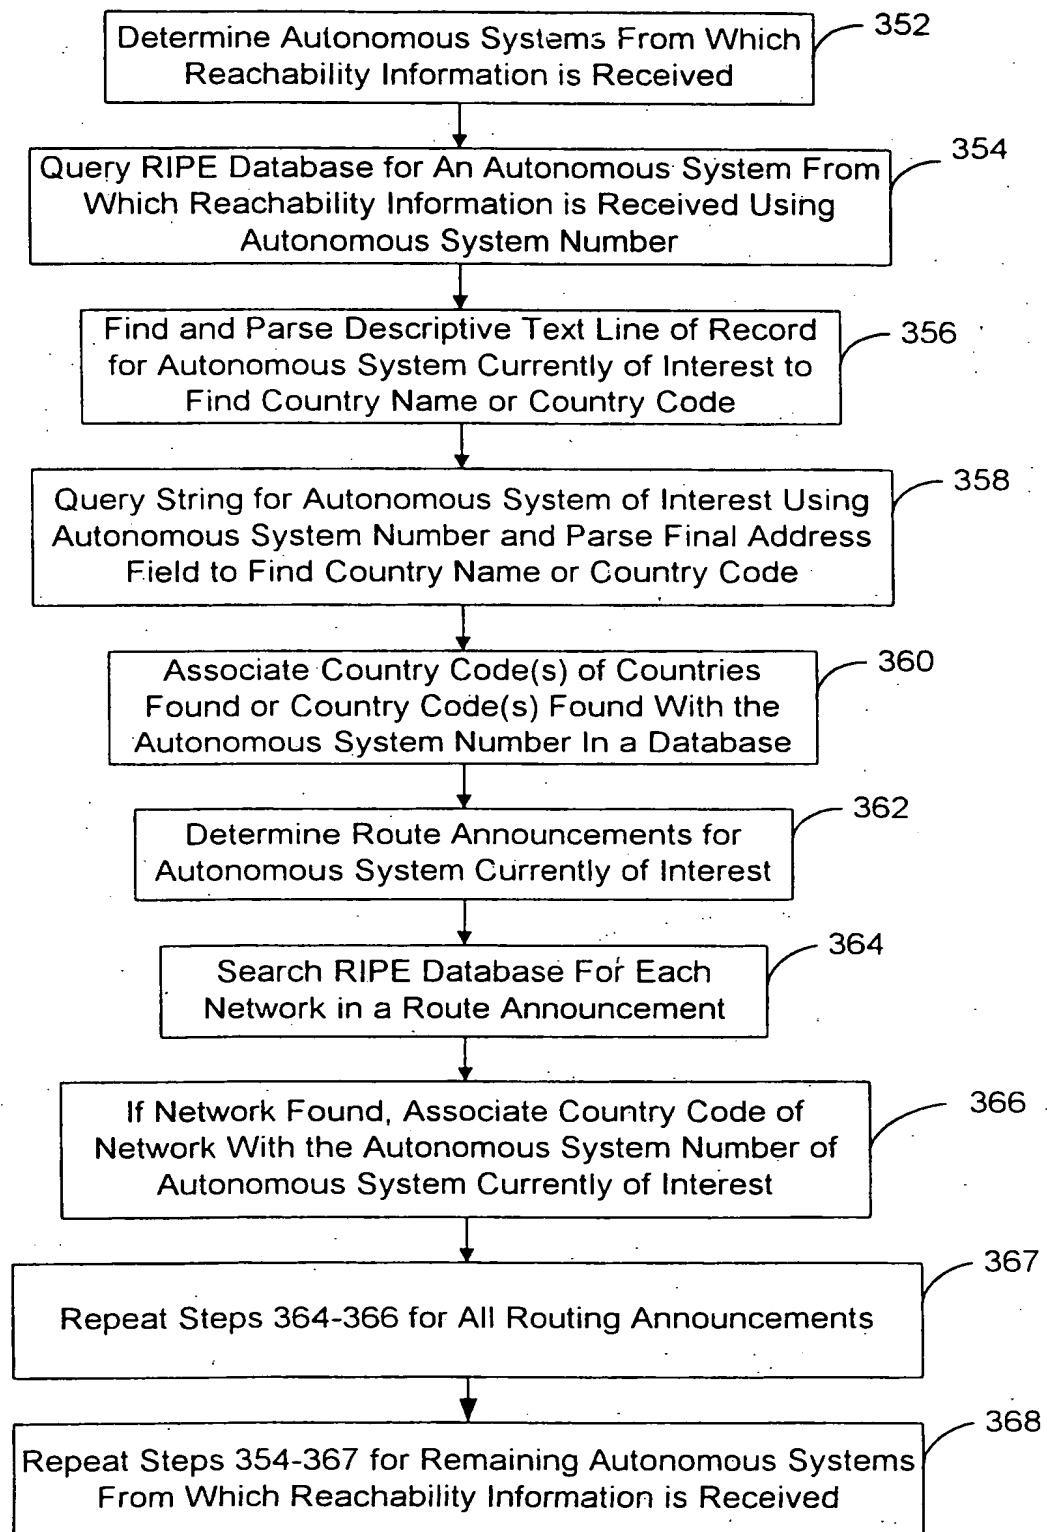 Determine Autonomous Systems From Which
Reachability Information is Received
352
Query RIPE Database for An Autonomous System From
Which Reachability Information is Received Using
Autonomous System Number
354
Find and Parse Descriptive Text Line of Record
for Autonomous System Currently of Interest to
Find Country Name or Country Code
356
Query String for Autonomous System of Interest Using
Autonomous System Number and Parse Final Address
Field to Find Country Name or Country Code
358
Associate Country Code(s) of Countries
Found or Country Code(s) Found With the
Autonomous System Number In a Database
360
Determine Route Announcements for
Autonomous System Currently of Interest
362
Search RIPE Database For Each
Network in a Route Announcement
364
If Network Found, Associate Country Code of
Network With the Autonomous System Number of
Autonomous System Currently of Interest
366
Repeat Steps 364-366 for All Routing Announcements
367
Repeat Steps 354-367 for Remaining Autonomous Systems
From Which Reachability Information is Received
368